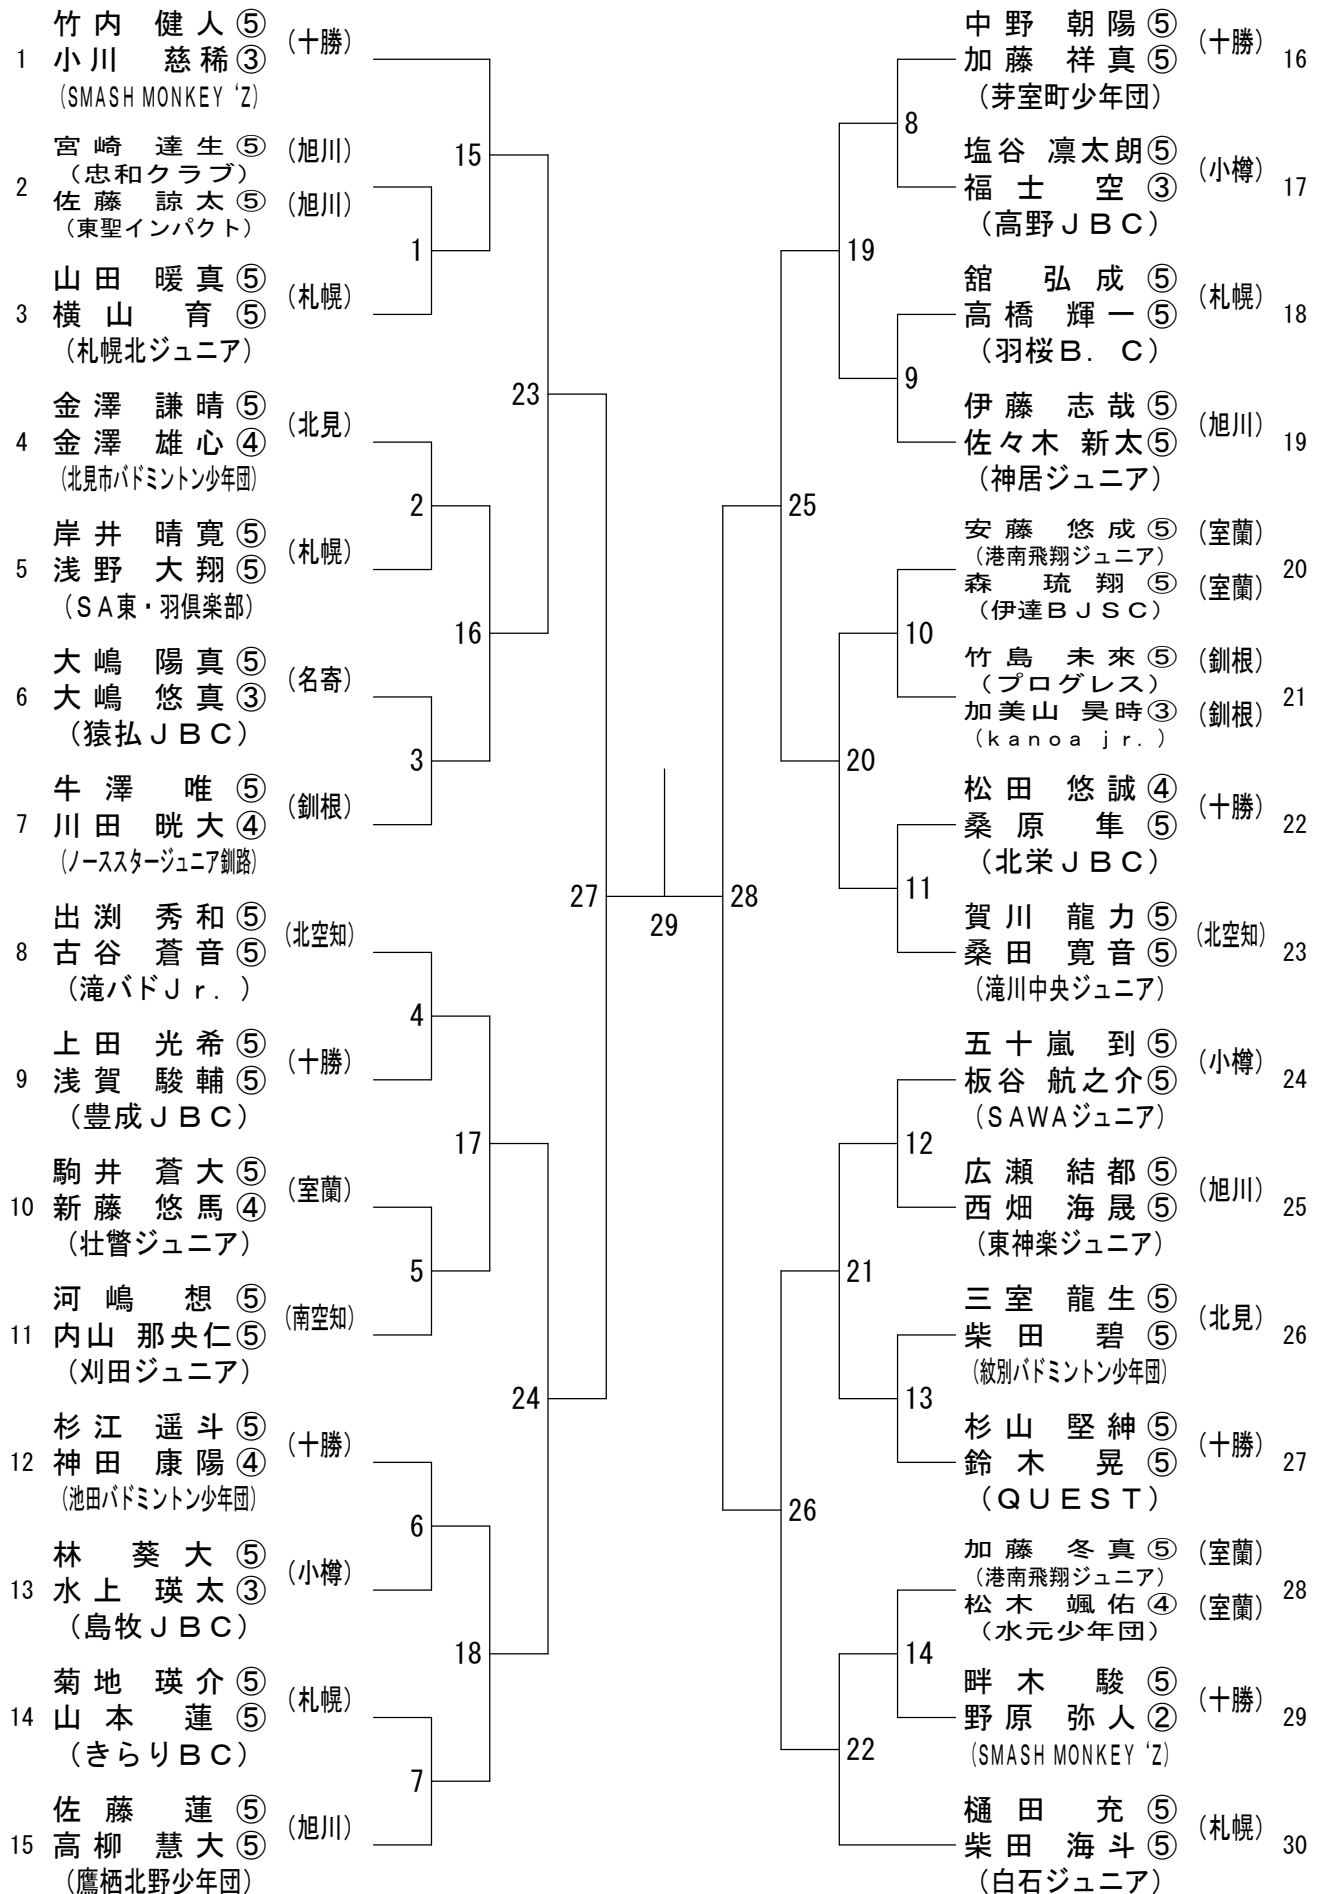 竹内 健人⑤
(十勝)
1 小川 慈稀③
(SMASH MONKEY ‘Z)
宮崎 達生⑤ (旭川)
(忠和クラブ)
2
佐藤 諒太⑤ (旭川)
(東聖インパクト)
山田 暖真⑤
(札幌)
3 横山 育⑤
(札幌北ジュニア)
金澤 謙晴⑤
(北見)
4 金澤 雄心④
(北見市バドミントン少年団)
岸井 晴寛⑤
(札幌)
5 浅野 大翔⑤
(SA東・羽倶楽部)
大嶋 陽真⑤
(名寄)
6 大嶋 悠真③
(猿払JBC)
牛澤 唯⑤
(釧根)
7 川田 晄大④
(ノーススタージュニア釧路)
出渕 秀和⑤
(北空知)
8 古谷 蒼音⑤
(滝バドJr.)
上田 光希⑤
(十勝)
9 浅賀 駿輔⑤
(豊成JBC)
駒井 蒼大⑤
(室蘭)
10 新藤 悠馬④
(壮瞥ジュニア)
河嶋 想⑤
(南空知)
11 内山 那央仁⑤
(刈田ジュニア)
杉江 遥斗⑤
(十勝)
12 神田 康陽④
(池田バドミントン少年団)
林 葵大⑤
(小樽)
13 水上 瑛太③
(島牧JBC)
菊地 瑛介⑤
(札幌)
14 山本 蓮⑤
(きらりBC)
佐藤 蓮⑤
(旭川)
15 高柳 慧大⑤
(鷹栖北野少年団)
1
2
3
4
5
6
7
15
16
17
18
23
24
27
29
28
25
26
19
20
21
22
8
9
10
11
12
13
14
中野 朝陽⑤
(十勝)
加藤 祥真⑤ 16
(芽室町少年団)
塩谷 凛太朗⑤
(小樽)
福士 空③ 17
(高野JBC)
舘 弘成⑤
(札幌)
高橋 輝一⑤ 18
(羽桜B.C)
伊藤 志哉⑤
(旭川)
佐々木 新太⑤ 19
(神居ジュニア)
安藤 悠成⑤ (室蘭)
(港南飛翔ジュニア)
20
森 琉翔⑤ (室蘭)
(伊達BJSC)
竹島 未來⑤ (釧根)
(プログレス)
21
加美山 昊時③ (釧根)
(kanoa jr.)
松田 悠誠④
(十勝)
桑原 隼⑤ 22
(北栄JBC)
賀川 龍力⑤
(北空知)
桑田 寛音⑤ 23
(滝川中央ジュニア)
五十嵐 到⑤
(小樽)
板谷 航之介⑤ 24
(SAWAジュニア)
広瀬 結都⑤
(旭川)
西畑 海晟⑤ 25
(東神楽ジュニア)
三室 龍生⑤
(北見)
柴田 碧⑤ 26
(紋別バドミントン少年団)
杉山 堅紳⑤
(十勝)
鈴木 晃⑤ 27
(QUEST)
加藤 冬真⑤ (室蘭)
(港南飛翔ジュニア)
28
松木 颯佑④ (室蘭)
(水元少年団)
畔木 駿⑤
(十勝)
野原 弥人② 29
(SMASH MONKEY ‘Z)
樋田 充⑤
(札幌)
柴田 海斗⑤ 30
(白石ジュニア)